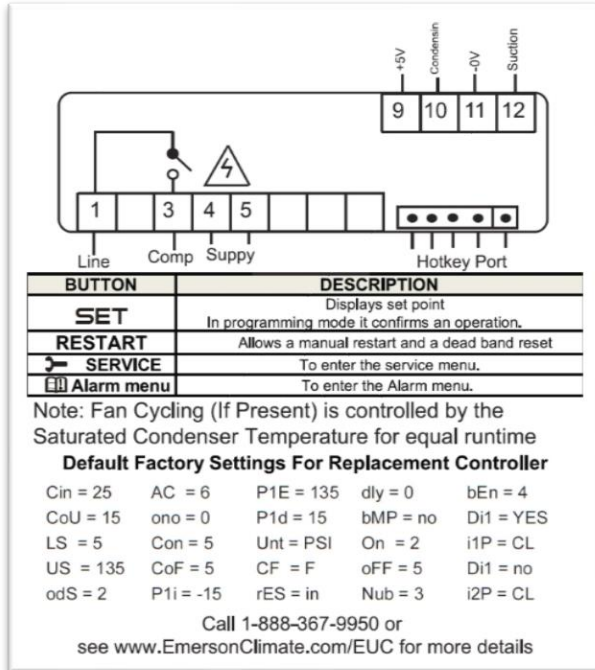 +5V Condensin -0V Suction
9 10 11 12
1 3 4 5
Line Comp Suppy Hotkey Port
BUTTON DESCRIPTION
SET Displays set point
In programming mode it confirms an operation.
RESTART Allows a manual restart and a dead band reset
SERVICE To enter the service menu.
Alarm menu To enter the Alarm menu.
Note: Fan Cycling (If Present) is controlled by the
Saturated Condenser Temperature for equal runtime
Default Factory Settings For Replacement Controller
Cin = 25 AC = 6 P1E = 135 dly = 0 bEn = 4
CoU = 15 ono = 0 P1d = 15 bMP = no Di1 = YES
LS = 5 Con = 5 Unt = PSI On = 2 i1P = CL
US = 135 CoF = 5 CF = F oFF = 5 Di1 = no
odS = 2 P1i = -15 rES = in Nub = 3 i2P = CL
Call 1-888-367-9950 or
see www.EmersonClimate.com/EUC for more details